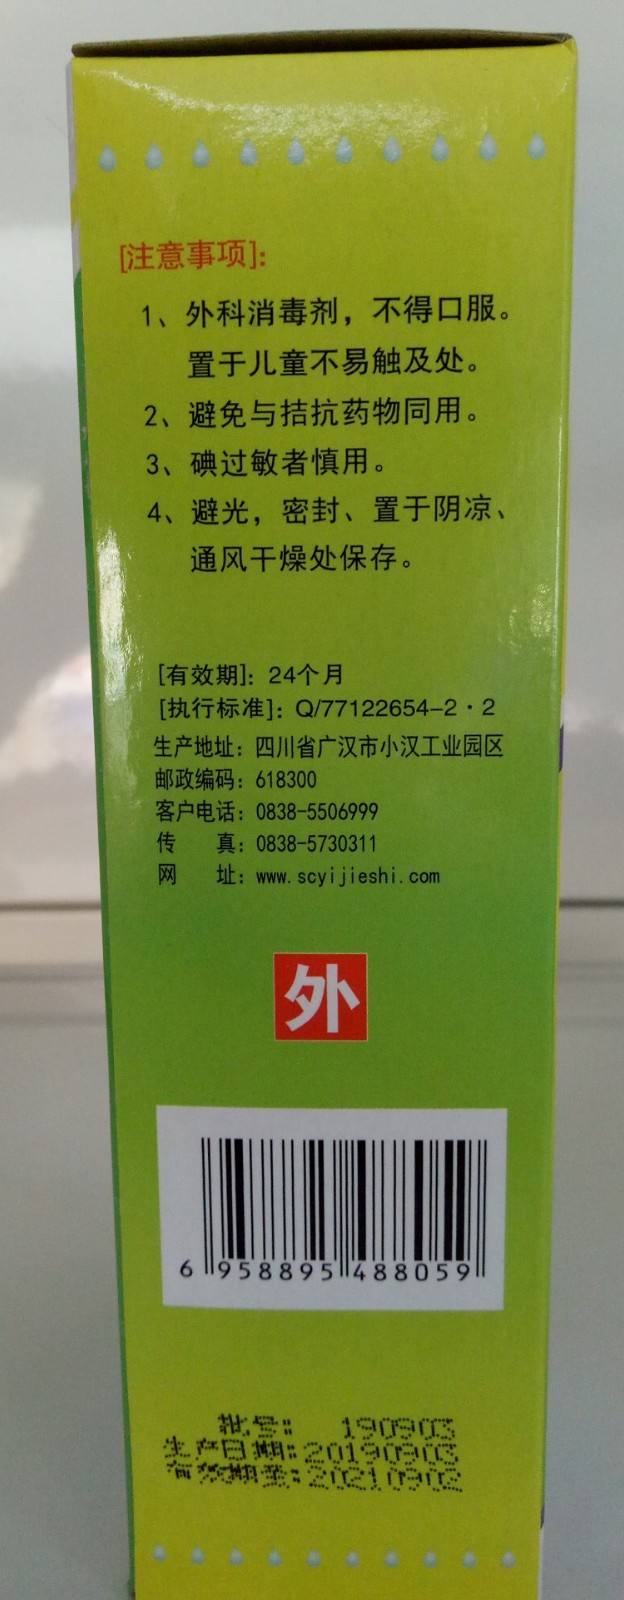 [注意事项]:
1、外科消毒剂，不得口服。
置于儿童不易触及处。
2、避免与拮抗药物同用。
3、碘过敏者慎用。
4、避光，密封、置于阴凉、
通风干燥处保存。
[有效期]：24个月
[执行标准]：Q/77122654-2·2
生产地址：四川省广汉市小汉工业园区
邮政编码：618300
客户电话：0838-5506999
传　　真：0838-5730311
网　　址：www.scyijieshi.com
外
6 958895 488059
批号： 190903
生产日期：20190903
有效期至：20210902